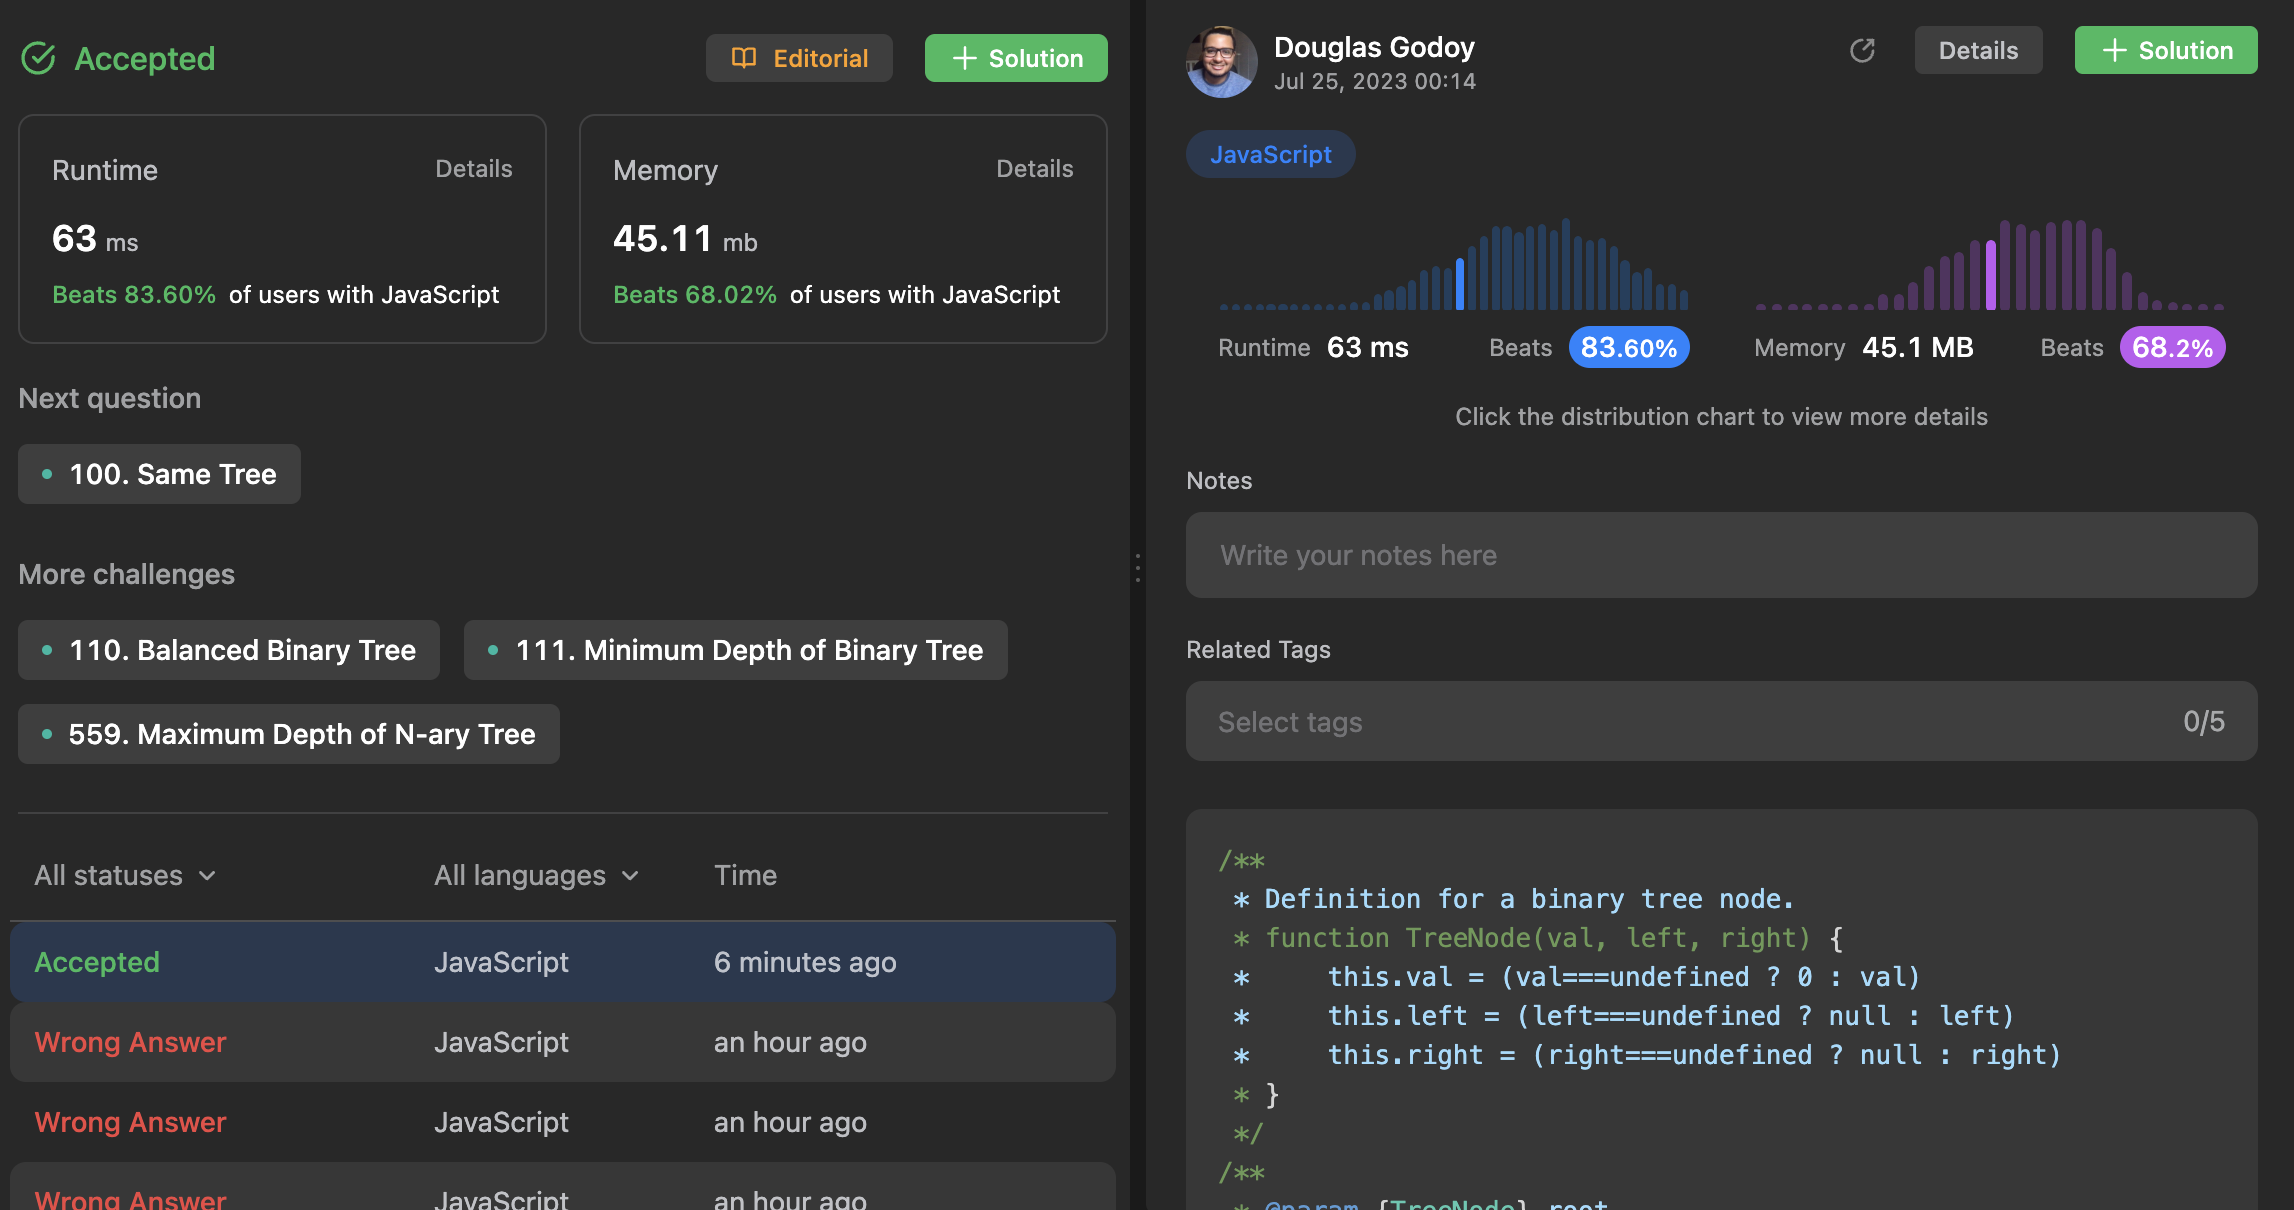 Accepted
Editorial
Solution
Runtime
Details
63 ms
Beats 83.60% of users with JavaScript
Memory
Details
45.11 mb
Beats 68.02% of users with JavaScript
Next question
100. Same Tree
More challenges
110. Balanced Binary Tree
111. Minimum Depth of Binary Tree
559. Maximum Depth of N-ary Tree
All statuses
All languages
Time
Accepted JavaScript 6 minutes ago
Wrong Answer JavaScript an hour ago
Wrong Answer JavaScript an hour ago
Wrong Answer JavaScript an hour ago
Douglas Godoy
Jul 25, 2023 00:14
Details
Solution
JavaScript
Runtime 63 ms
Beats 83.60%
Memory 45.1 MB
Beats 68.2%
Click the distribution chart to view more details
Notes
Write your notes here
Related Tags
Select tags
0/5
/**
 * Definition for a binary tree node.
 * function TreeNode(val, left, right) {
 *     this.val = (val===undefined ? 0 : val)
 *     this.left = (left===undefined ? null : left)
 *     this.right = (right===undefined ? null : right)
 * }
 */
/**
 * @param {TreeNode} root